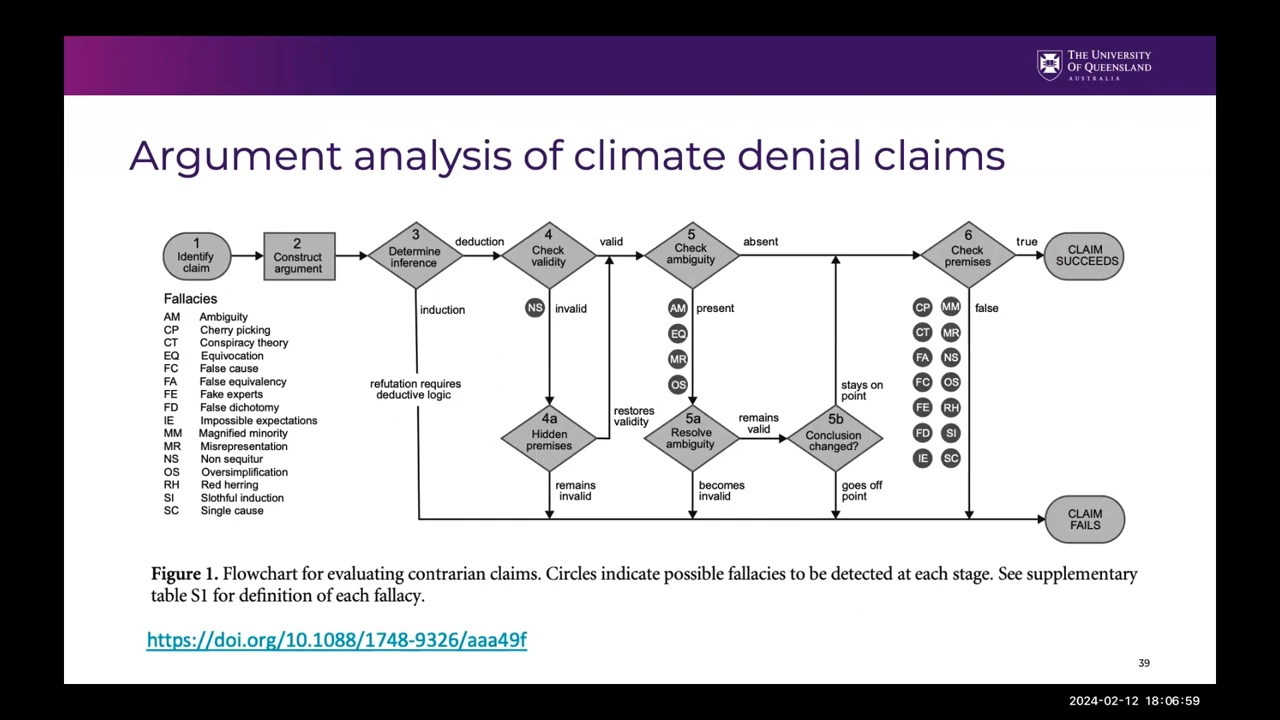 THE UNIVERSITY
OF QUEENSLAND
AUSTRALIA
Argument analysis of climate denial claims
1
Identify
claim
2
Construct
argument
3
Determine
inference
deduction
4
Check
validity
valid
5
Check
ambiguity
absent
6
Check
premises
true
CLAIM
SUCCEEDS
induction
refutation requires
deductive logic
NS
invalid
4a
Hidden
premises
restores
validity
remains
invalid
AM
EQ
MR
OS
present
5a
Resolve
ambiguity
remains
valid
becomes
invalid
5b
Conclusion
changed?
stays on
point
goes off
point
CP MM
CT MR
FA NS
FC OS
FE RH
FD SI
IE SC
false
CLAIM
FAILS
Fallacies
AM Ambiguity
CP Cherry picking
CT Conspiracy theory
EQ Equivocation
FC False cause
FA False equivalency
FE Fake experts
FD False dichotomy
IE Impossible expectations
MM Magnified minority
MR Misrepresentation
NS Non sequitur
OS Oversimplification
RH Red herring
SI Slothful induction
SC Single cause
Figure 1. Flowchart for evaluating contrarian claims. Circles indicate possible fallacies to be detected at each stage. See supplementary
table S1 for definition of each fallacy.
https://doi.org/10.1088/1748-9326/aaa49f
39
2024-02-12 18:06:59